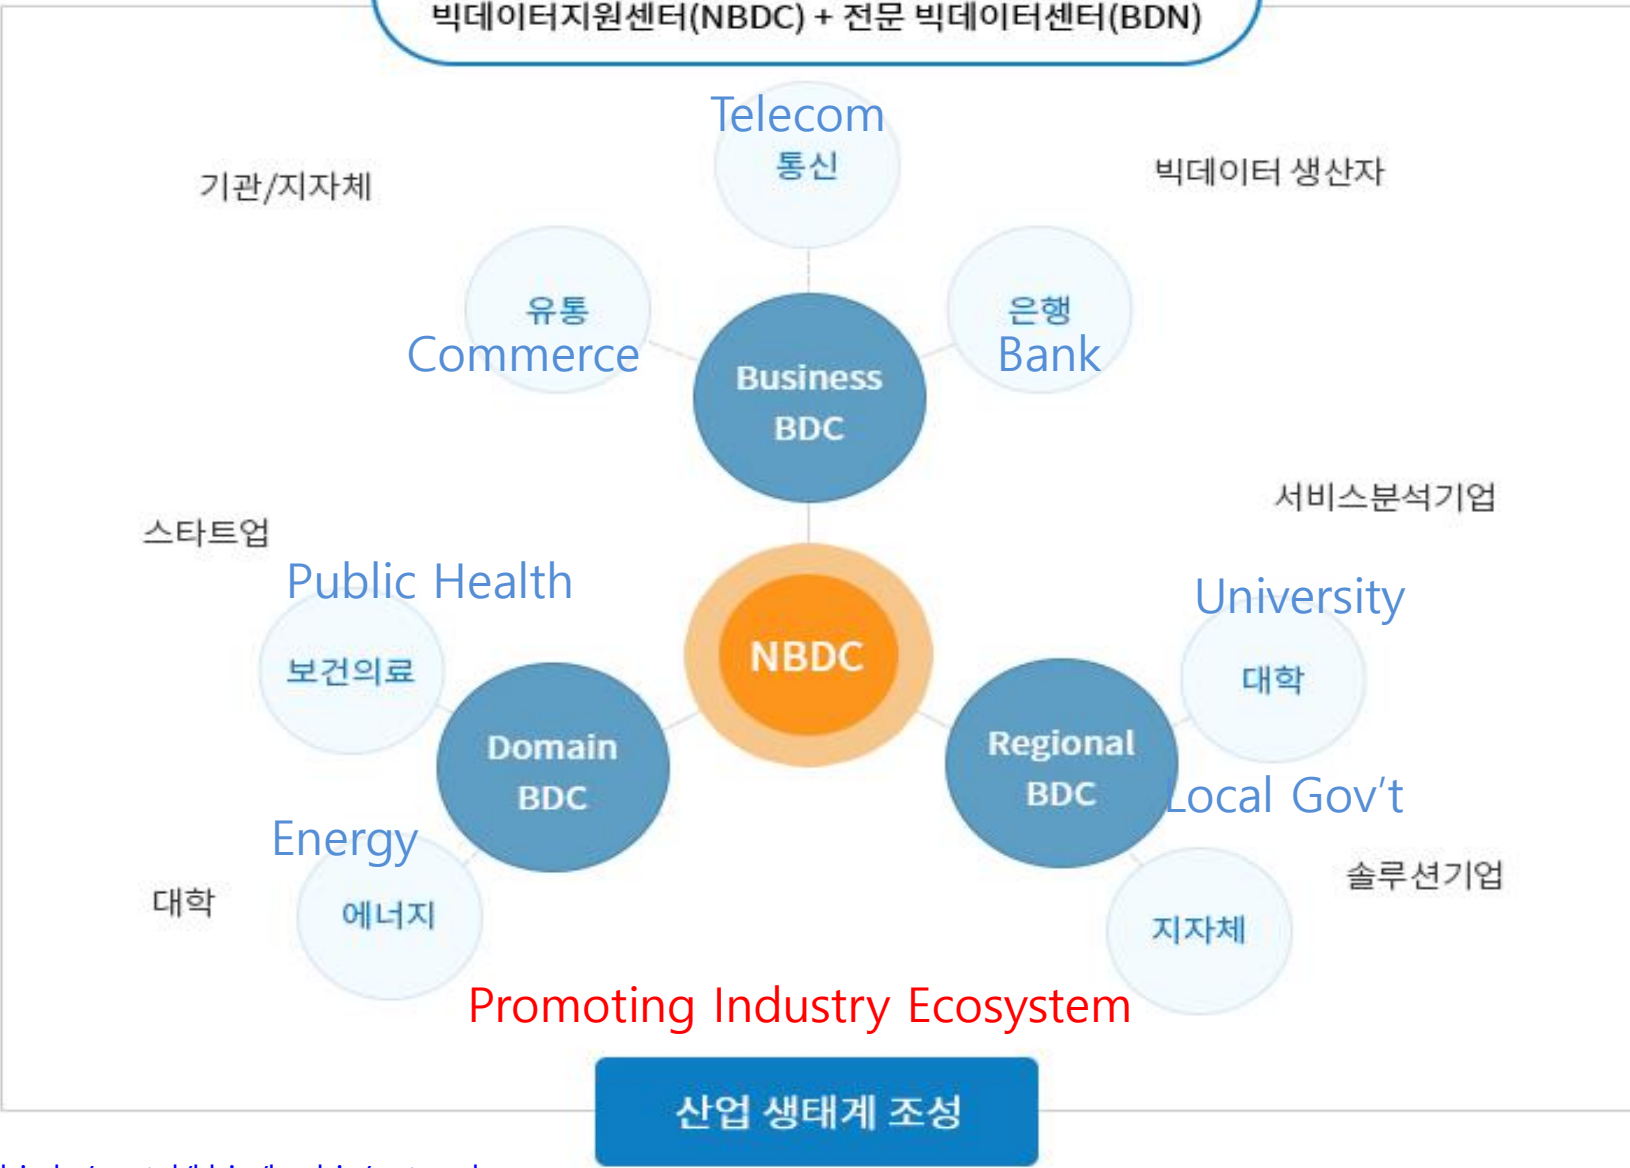 빅데이터지원센터(NBDC) + 전문 빅데이터센터(BDN)
Telecom
통신
기관/지자체
빅데이터 생산자
유통
Commerce
은행
Bank
Business
BDC
서비스분석기업
스타트업
Public Health
보건의료
NBDC
University
대학
Domain
BDC
Regional
BDC
Local Gov't
Energy
에너지
대학
솔루션기업
지자체
Promoting Industry Ecosystem
산업 생태계 조성